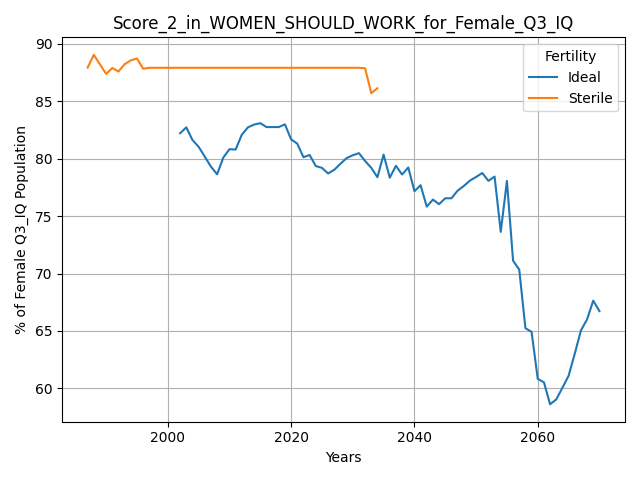 Score_2_in_WOMEN_SHOULD_WORK_for_Female_Q3_IQ
% of Female Q3_IQ Population
90
85
80
75
70
65
60
Fertility
Ideal
Sterile
2000
2020
2040
2060
Years